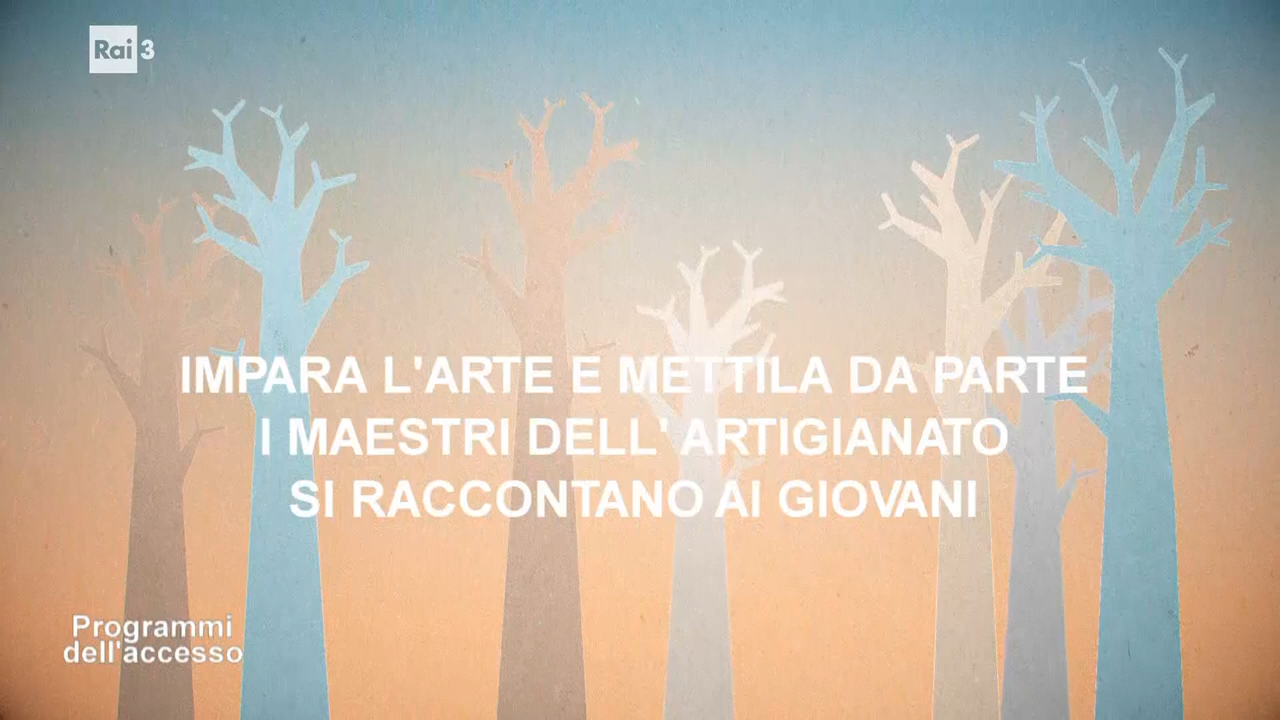 Rai 3
IMPARA L'ARTE E METTILA DA PARTE
I MAESTRI DELL' ARTIGIANATO
SI RACCONTANO AI GIOVANI
Programmi
dell'accesso